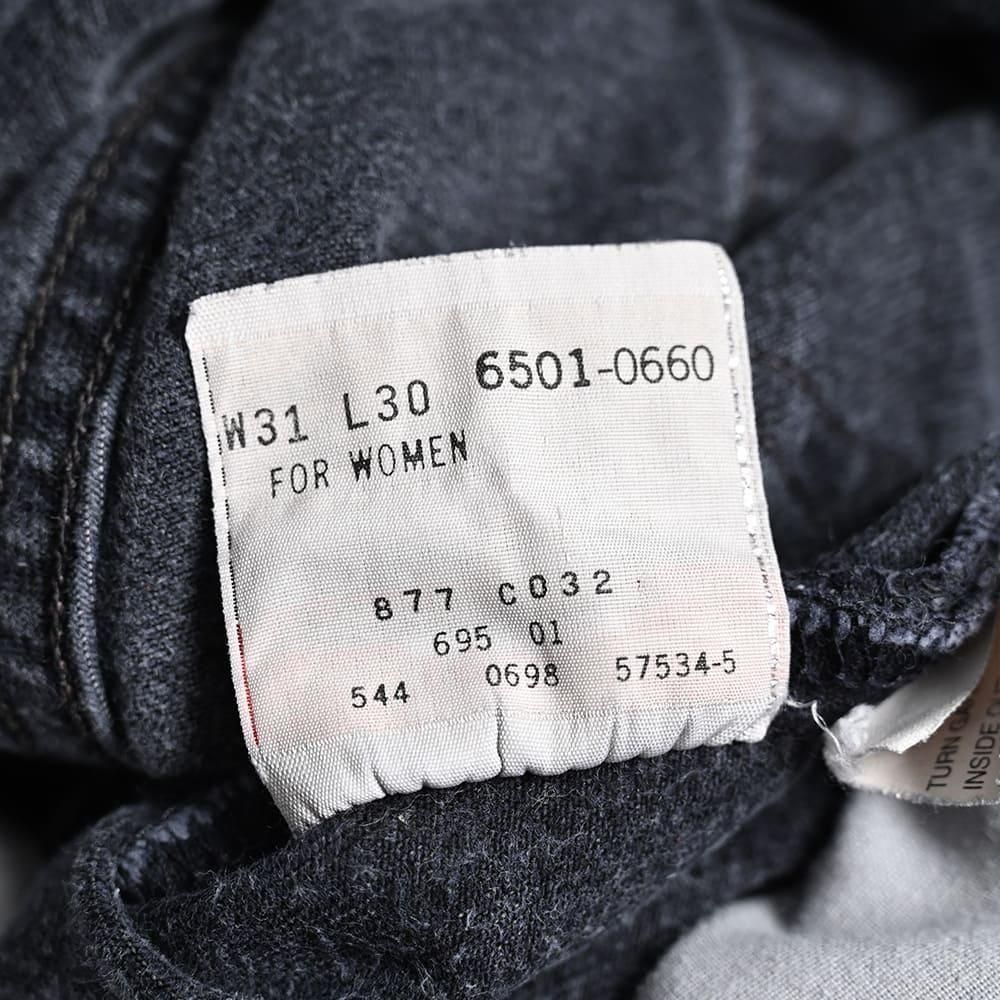 W31 L30 6501-0660
FOR WOMEN
877 C032
695 01
544 0698 57534-5
TURN
INSIDE